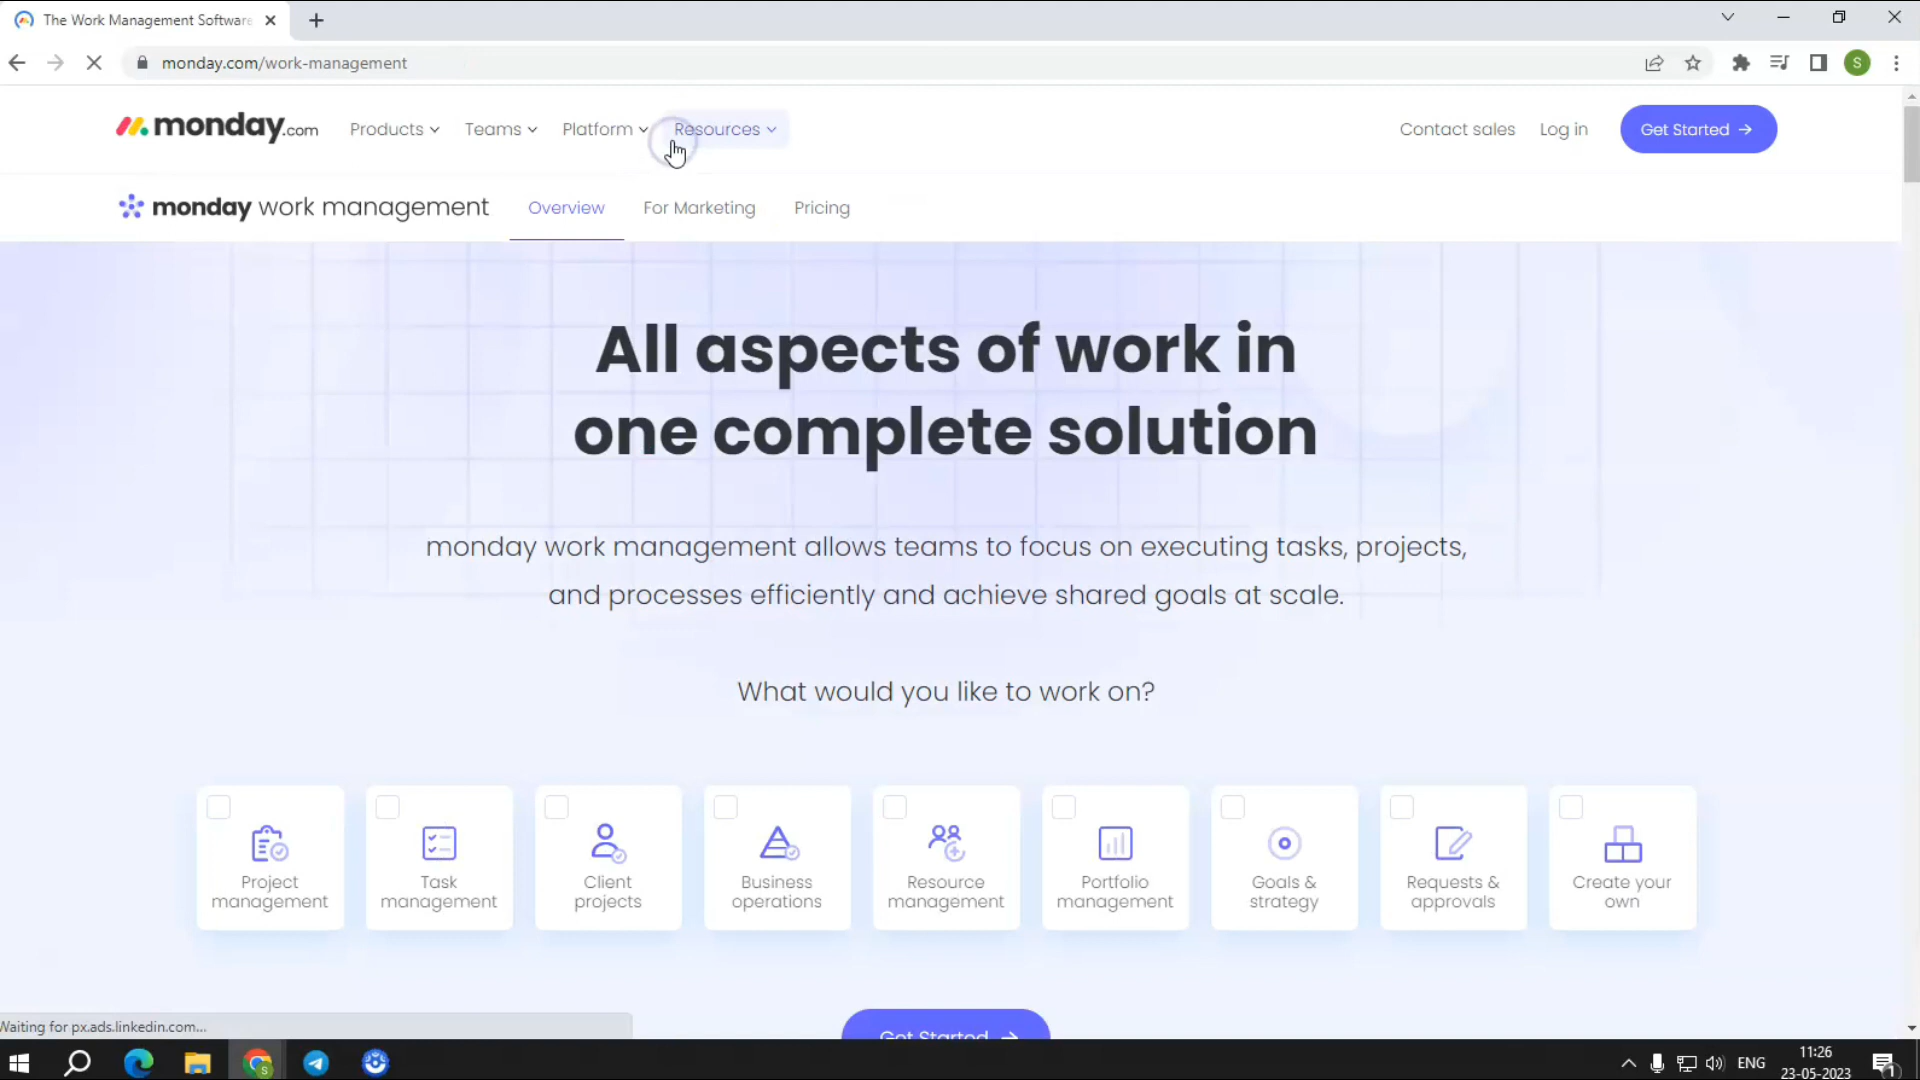 The Work Management Software
monday.com/work-management
monday.com Products Teams Platform Resources Contact sales Log in Get Started →
monday work management Overview For Marketing Pricing
All aspects of work in
one complete solution
monday work management allows teams to focus on executing tasks, projects,
and processes efficiently and achieve shared goals at scale.
What would you like to work on?
Project
management
Task
management
Client
projects
Business
operations
Resource
management
Portfolio
management
Goals &
strategy
Requests &
approvals
Create your
own
Get Started →
Waiting for px.ads.linkedin.com...
S
ENG
11:26
23-05-2023
1